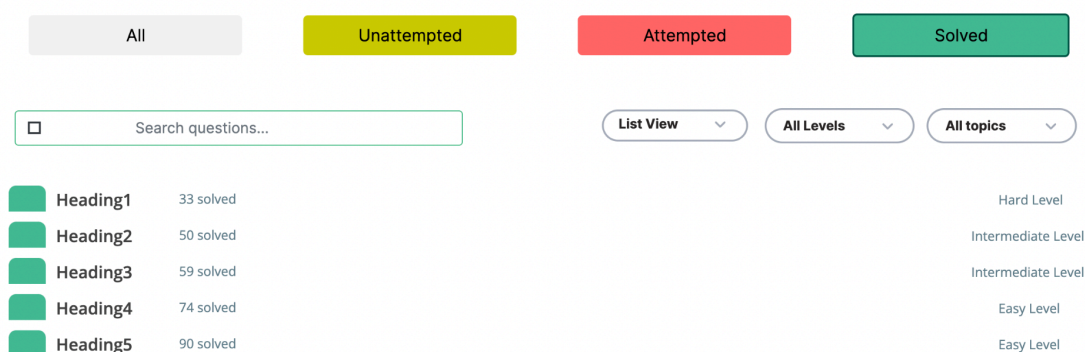 All Unattempted Attempted Solved
Search questions... List View All Levels All topics
Heading1 33 solved Hard Level
Heading2 50 solved Intermediate Level
Heading3 59 solved Intermediate Level
Heading4 74 solved Easy Level
Heading5 90 solved Easy Level